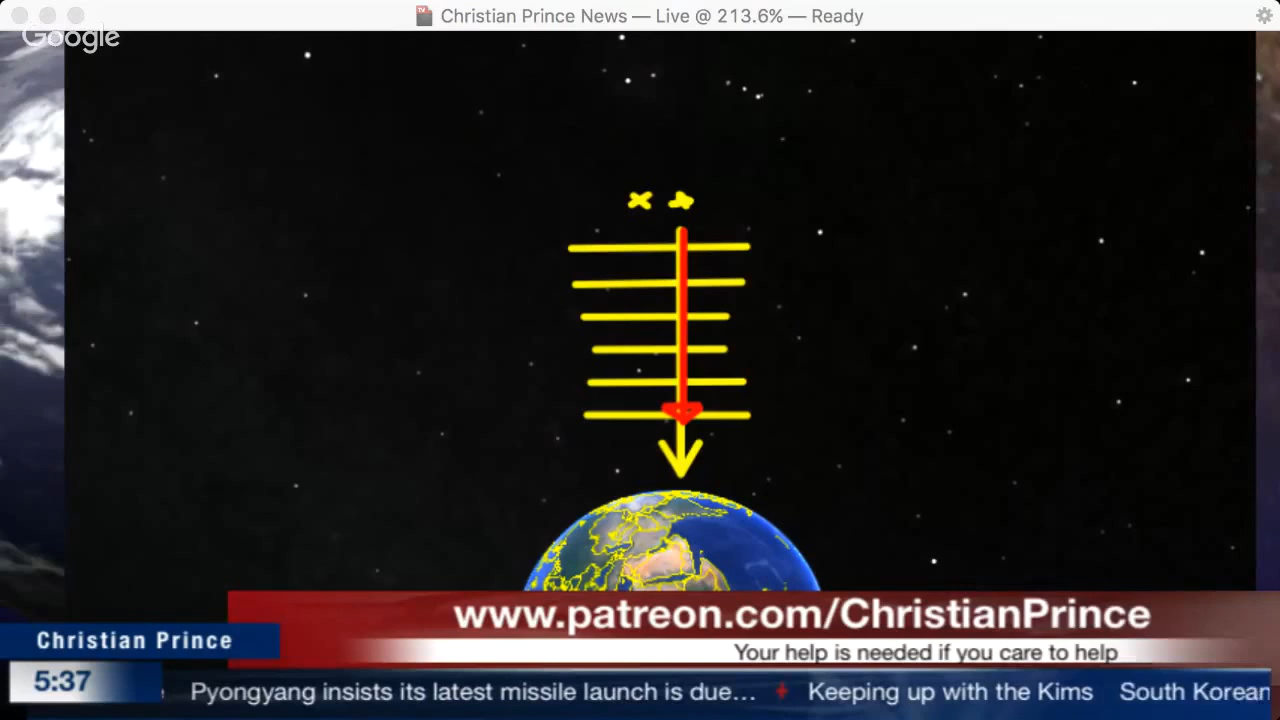 Christian Prince News — Live @ 213.6% — Ready
Google
www.patreon.com/ChristianPrince
Your help is needed if you care to help
Christian Prince
5:37
Pyongyang insists its latest missile launch is due... Keeping up with the Kims South Korean